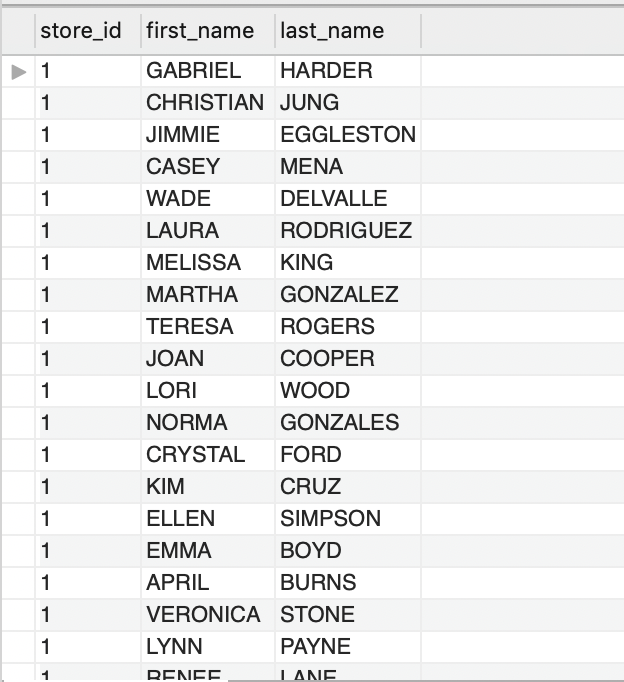 store_id first_name last_name
1 GABRIEL HARDER
1 CHRISTIAN JUNG
1 JIMMIE EGGLESTON
1 CASEY MENA
1 WADE DELVALLE
1 LAURA RODRIGUEZ
1 MELISSA KING
1 MARTHA GONZALEZ
1 TERESA ROGERS
1 JOAN COOPER
1 LORI WOOD
1 NORMA GONZALES
1 CRYSTAL FORD
1 KIM CRUZ
1 ELLEN SIMPSON
1 EMMA BOYD
1 APRIL BURNS
1 VERONICA STONE
1 LYNN PAYNE
1 RENEE LANE